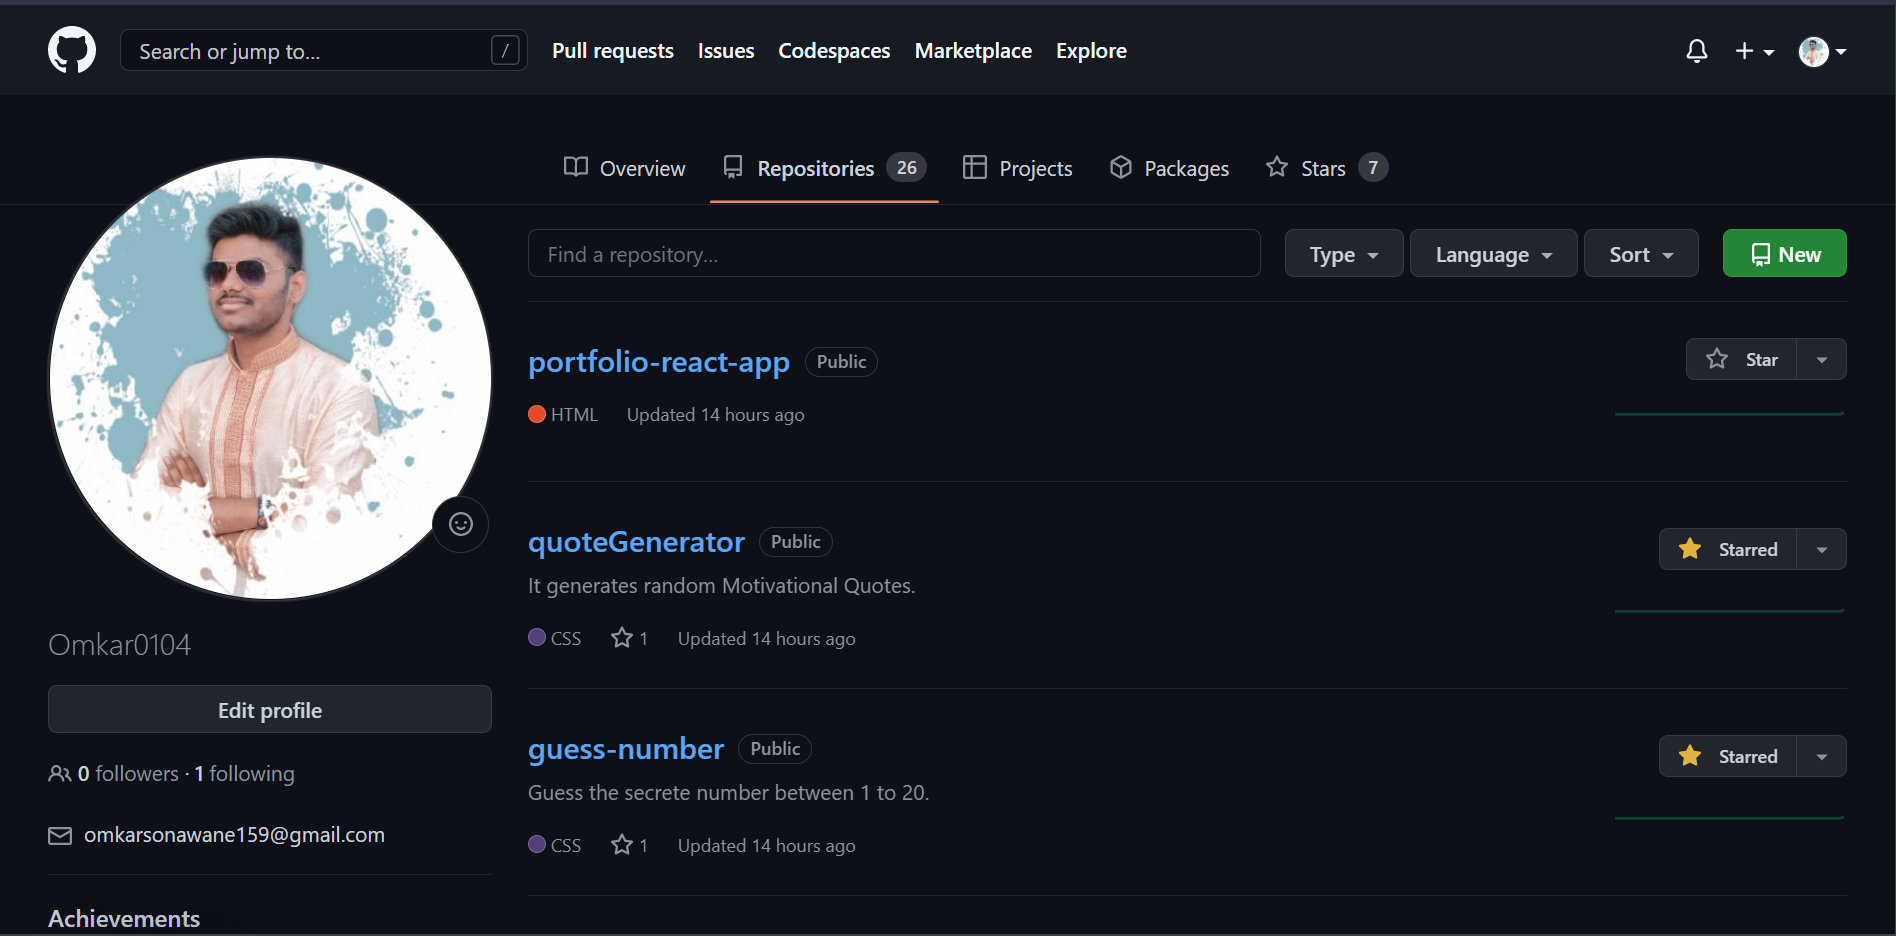 Search or jump to... / Pull requests Issues Codespaces Marketplace Explore
Overview Repositories 26 Projects Packages Stars 7
Find a repository... Type Language Sort New
portfolio-react-app Public Star
HTML Updated 14 hours ago
quoteGenerator Public Starred
It generates random Motivational Quotes.
CSS 1 Updated 14 hours ago
guess-number Public Starred
Guess the secrete number between 1 to 20.
CSS 1 Updated 14 hours ago
Omkar0104
Edit profile
0 followers · 1 following
omkarsonawane159@gmail.com
Achievements